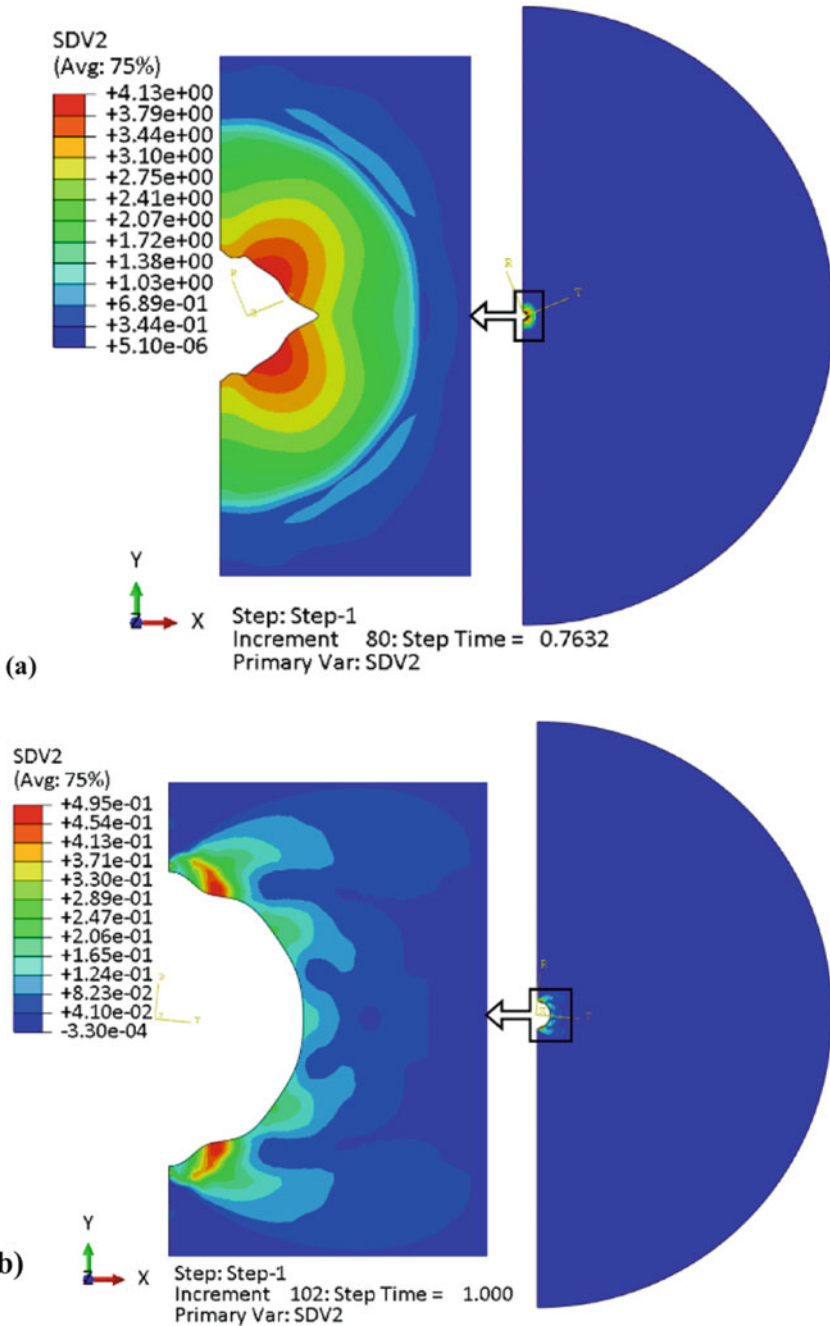 SDV2
(Avg: 75%)
+4.13e+00
+3.79e+00
+3.44e+00
+3.10e+00
+2.75e+00
+2.41e+00
+2.07e+00
+1.72e+00
+1.38e+00
+1.03e+00
+6.89e-01
+3.44e-01
+5.10e-06
R
T
Y
Z
X
Step: Step-1
Increment 80: Step Time = 0.7632
Primary Var: SDV2
(a)
SDV2
(Avg: 75%)
+4.95e-01
+4.54e-01
+4.13e-01
+3.71e-01
+3.30e-01
+2.89e-01
+2.47e-01
+2.06e-01
+1.65e-01
+1.24e-01
+8.23e-02
+4.10e-02
-3.30e-04
R
T
T
Y
X
b)
Step: Step-1
Increment 102: Step Time = 1.000
Primary Var: SDV2